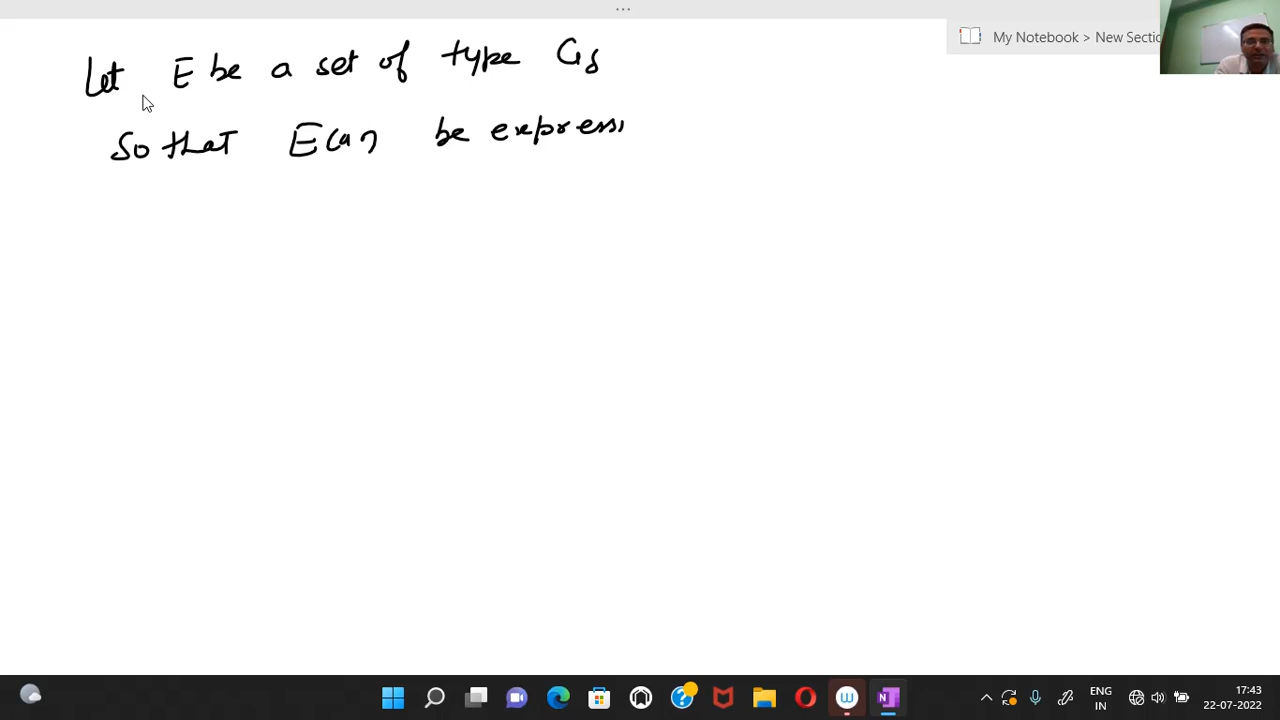 ...
My Notebook > New Sectio
Let E be a set of type Gδ
so that E can be express
ENG
IN
17:43
22-07-2022